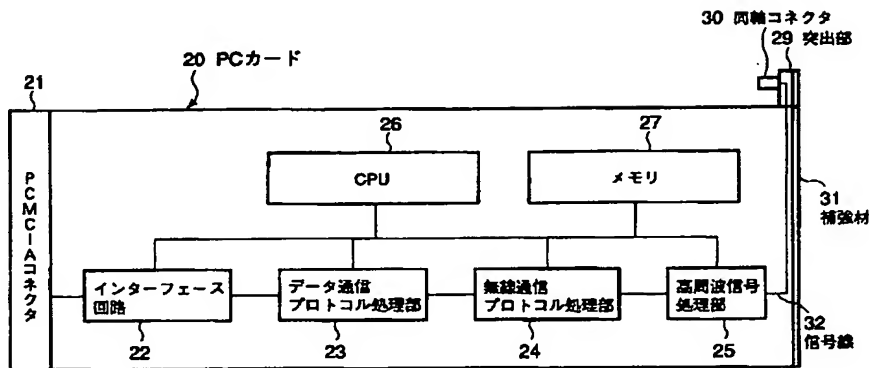 30 同軸コネクタ
29 突出部
20 PCカード
21
26
27
CPU
メモリ
PCMCIAコネクタ
31
補強材
インターフェース
回路
データ通信
プロトコル処理部
無線通信
プロトコル処理部
高周波信号
処理部
22
23
24
25
32
信号線